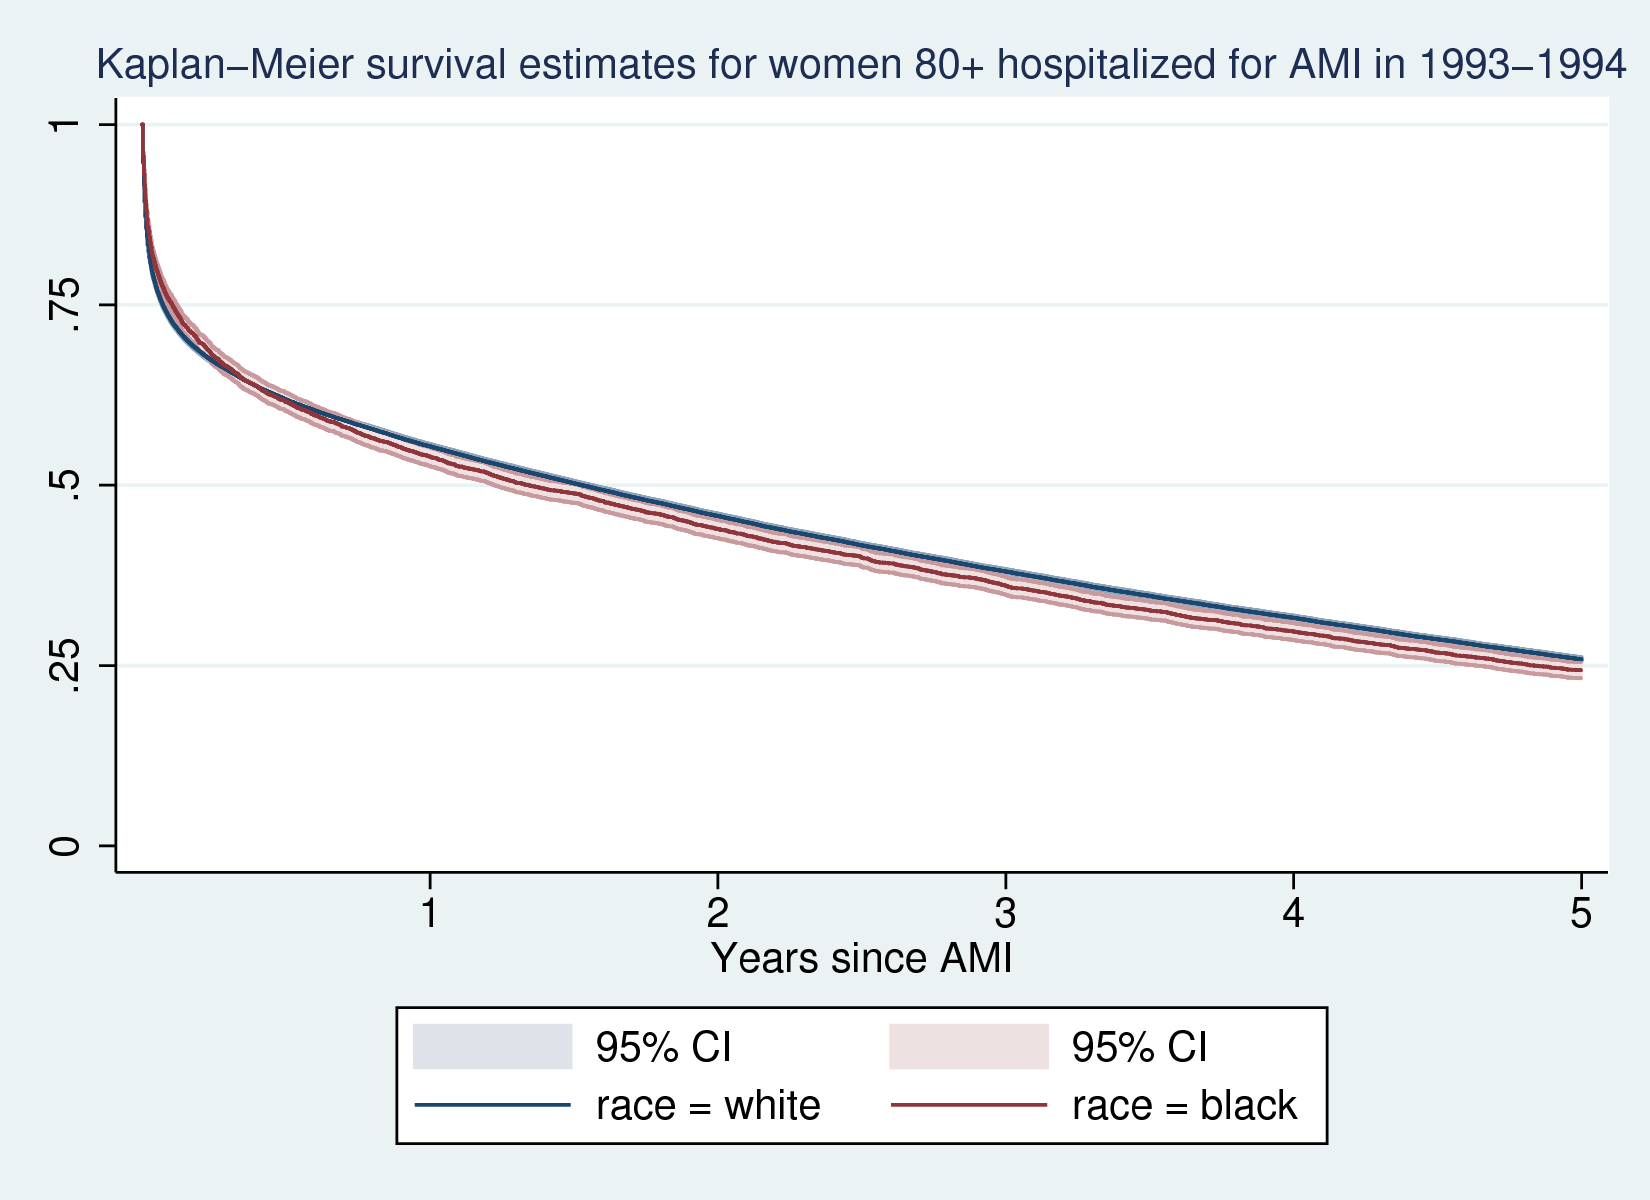 Kaplan–Meier survival estimates for women 80+ hospitalized for AMI in 1993–1994
1
.75
.5
.25
0
1 2 3 4 5
Years since AMI
95% CI 95% CI
race = white race = black